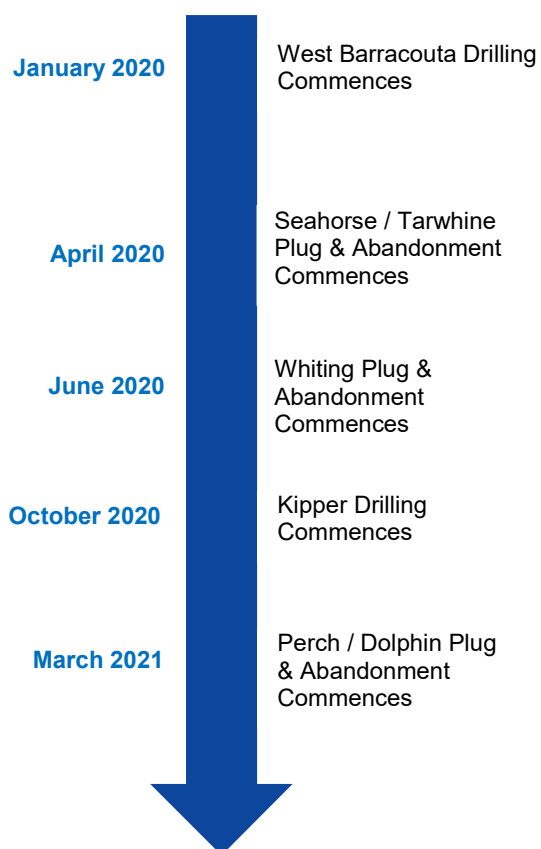 January 2020
West Barracouta Drilling
Commences
April 2020
Seahorse / Tarwhine
Plug & Abandonment
Commences
June 2020
Whiting Plug &
Abandonment
Commences
October 2020
Kipper Drilling
Commences
March 2021
Perch / Dolphin Plug
& Abandonment
Commences